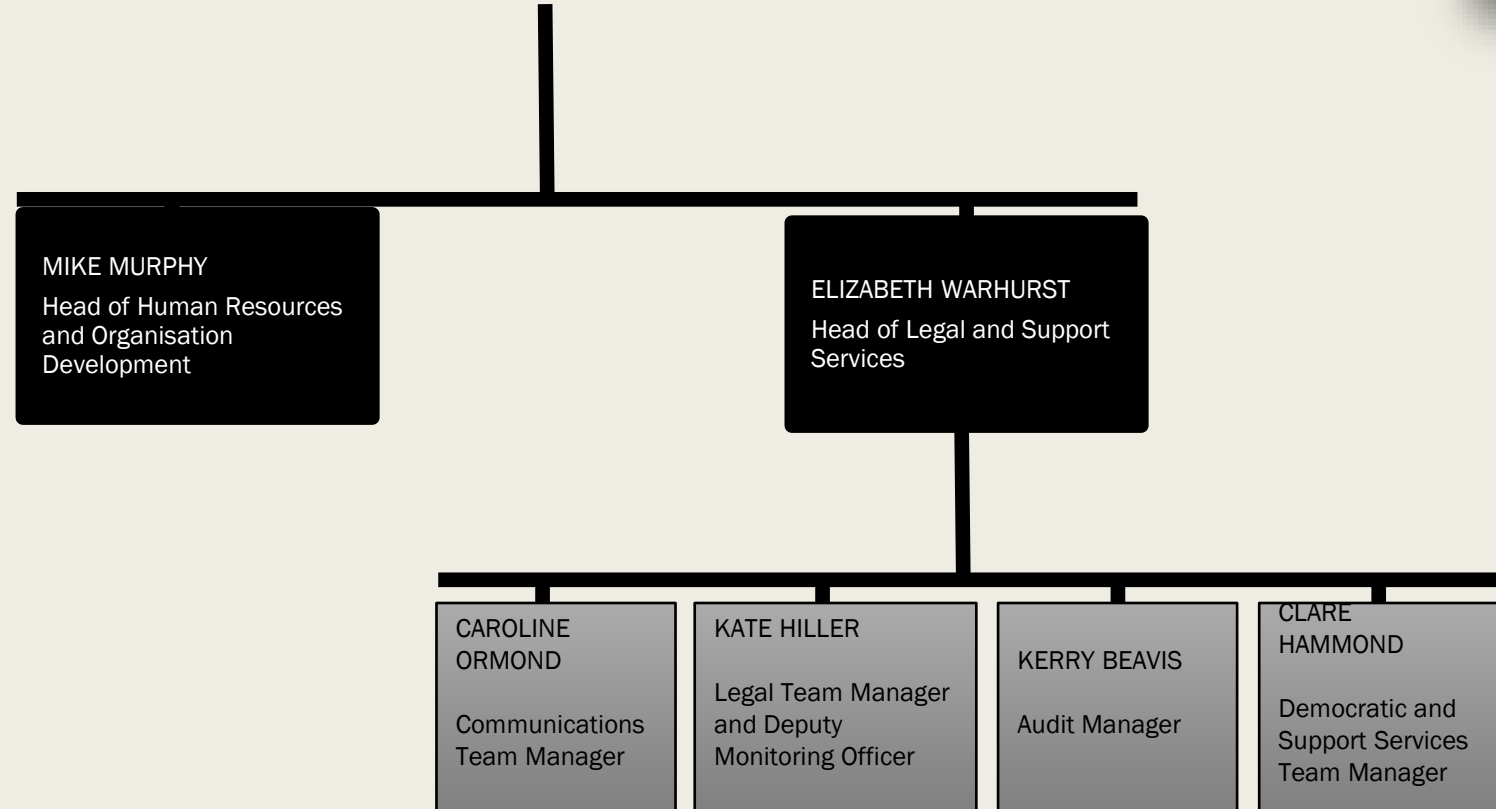 MIKE MURPHY
Head of Human Resources
and Organisation
Development
ELIZABETH WARHURST
Head of Legal and Support
Services
CAROLINE
ORMOND
Communications
Team Manager
KATE HILLER
Legal Team Manager
and Deputy
Monitoring Officer
KERRY BEAVIS
Audit Manager
CLARE
HAMMOND
Democratic and
Support Services
Team Manager